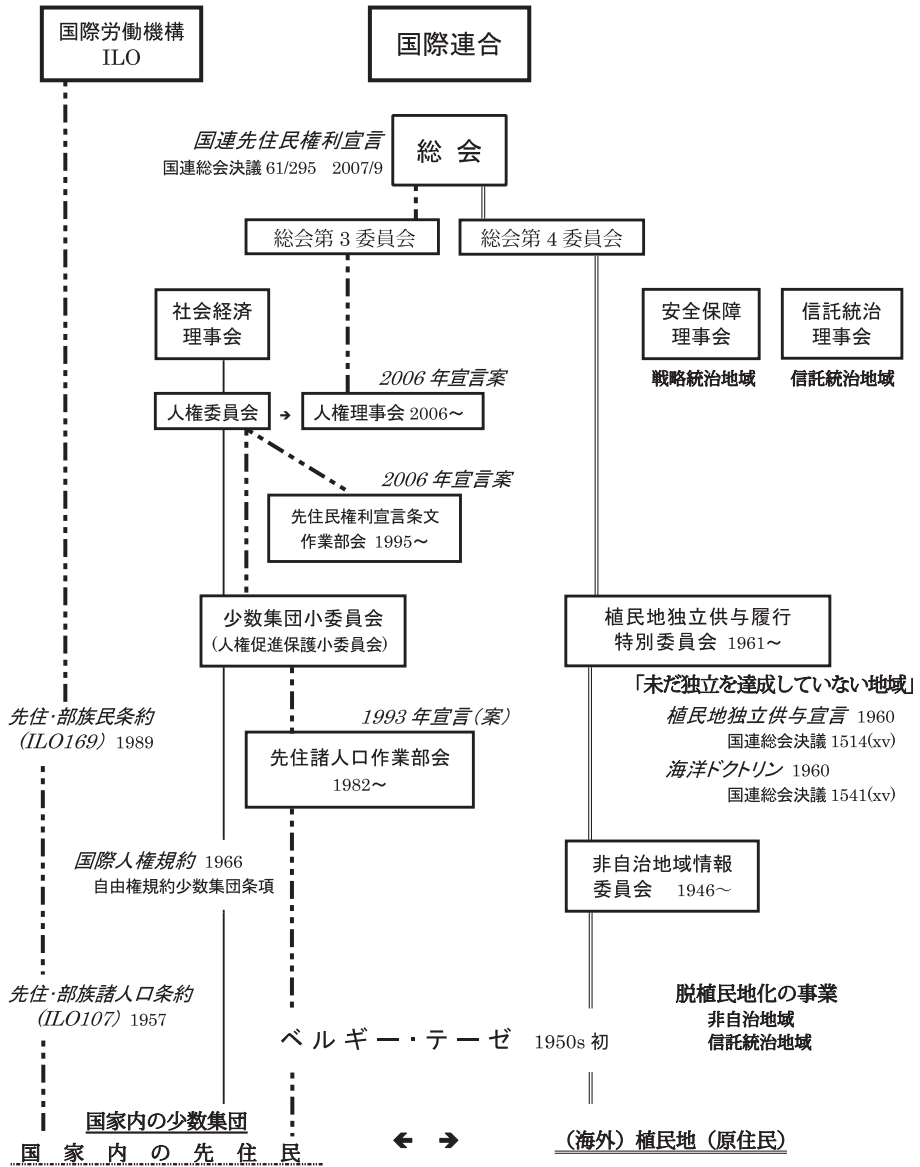 国際労働機構
ILO
国際連合
国連先住民権利宣言
国連総会決議 61/295 2007/9
総 会
総会第 3 委員会
総会第 4 委員会
社会経済
理事会
安全保障
理事会
戦略統治地域
信託統治
理事会
信託統治地域
2006 年宣言案
人権委員会
→
人権理事会 2006～
2006 年宣言案
先住民権利宣言条文
作業部会 1995～
少数集団小委員会
(人権促進保護小委員会)
植民地独立供与履行
特別委員会 1961～
「未だ独立を達成していない地域」
植民地独立供与宣言 1960
国連総会決議 1514(xv)
海洋ドクトリン 1960
国連総会決議 1541(xv)
先住・部族民条約
(ILO169) 1989
1993 年宣言(案)
先住諸人口作業部会
1982～
国際人権規約 1966
自由権規約少数集団条項
非自治地域情報
委員会 1946～
先住・部族諸人口条約
(ILO107) 1957
脱植民地化の事業
非自治地域
信託統治地域
ベルギー・テーゼ 1950s 初
国家内の少数集団
国 家 内 の 先 住 民
← →
（海外）植民地（原住民）